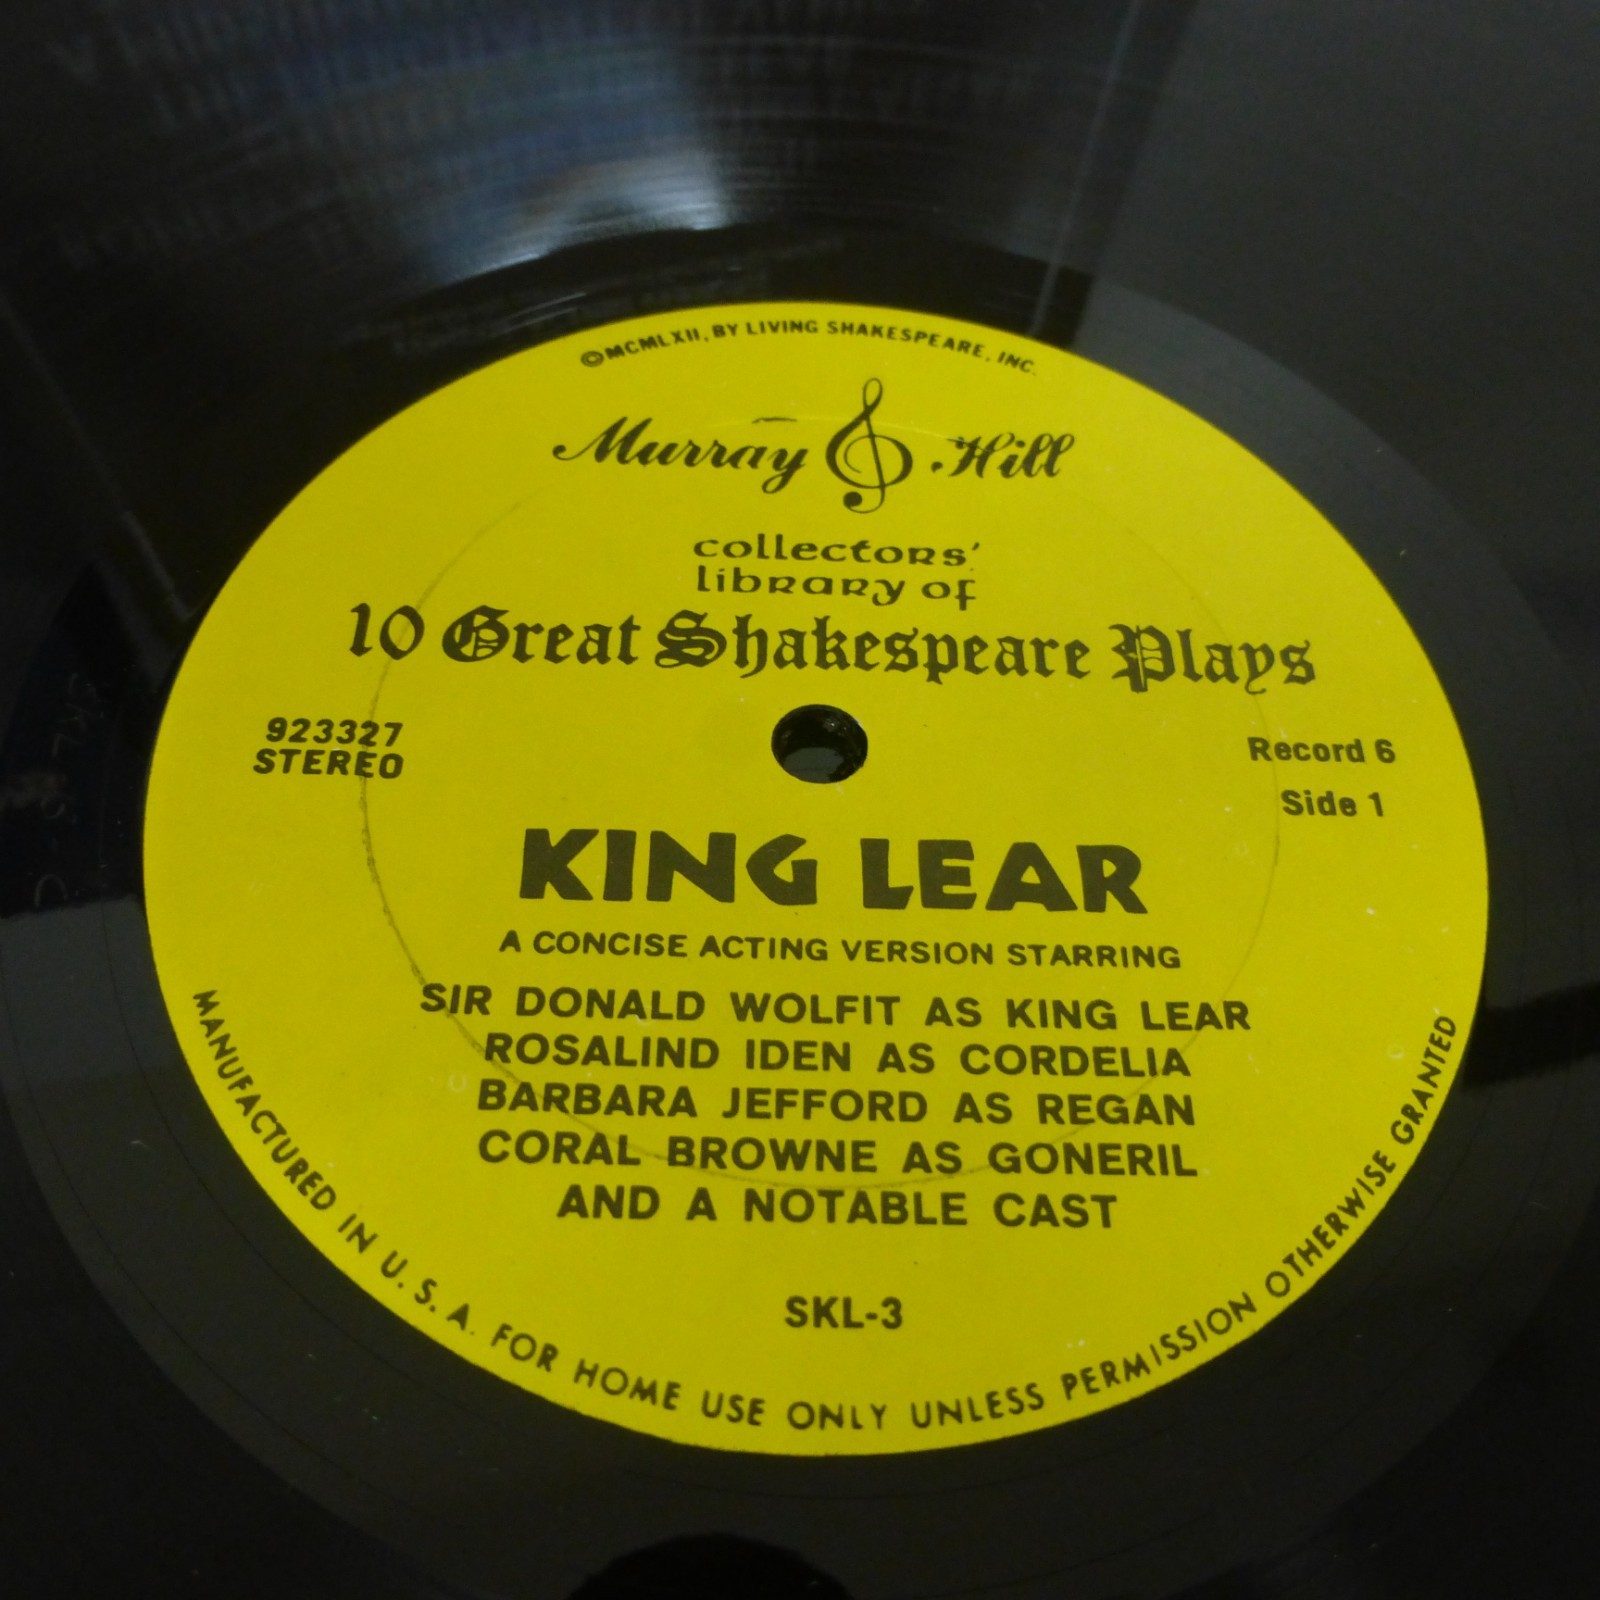 ©MCMLXII, BY LIVING SHAKESPEARE, INC.
Murray Hill
collectors'
library of
10 Great Shakespeare Plays
923327
STEREO
Record 6
Side 1
KING LEAR
A CONCISE ACTING VERSION STARRING
SIR DONALD WOLFIT AS KING LEAR
ROSALIND IDEN AS CORDELIA
BARBARA JEFFORD AS REGAN
CORAL BROWNE AS GONERIL
AND A NOTABLE CAST
SKL-3
MANUFACTURED IN U. S. A. FOR HOME USE ONLY UNLESS PERMISSION OTHERWISE GRANTED